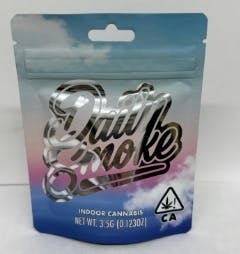 Daily
Smoke
INDOOR CANNABIS
NET WT. 3.5G (0.123OZ)
CA